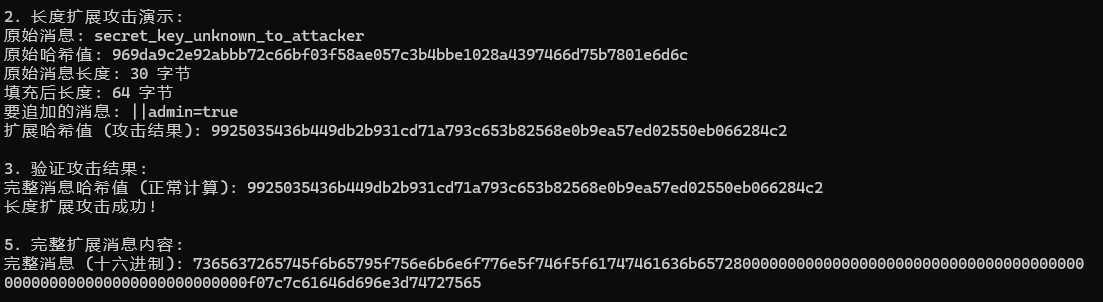 2. 长度扩展攻击演示:
原始消息: secret_key_unknown_to_attacker
原始哈希值: 969da9c2e92abbb72c66bf03f58ae057c3b4bbe1028a4397466d75b7801e6d6c
原始消息长度: 30 字节
填充后长度: 64 字节
要追加的消息: ||admin=true
扩展哈希值 (攻击结果): 9925035436b449db2b931cd71a793c653b82568e0b9ea57ed02550eb066284c2
3. 验证攻击结果:
完整消息哈希值 (正常计算): 9925035436b449db2b931cd71a793c653b82568e0b9ea57ed02550eb066284c2
长度扩展攻击成功!
5. 完整扩展消息内容:
完整消息 (十六进制): 7365637265745f6b65795f756e6b6e6f776e5f746f5f61747461636b6572800000000000000000000000000000000000000000
00000000000000000000000000f07c7c61646d696e3d74727565